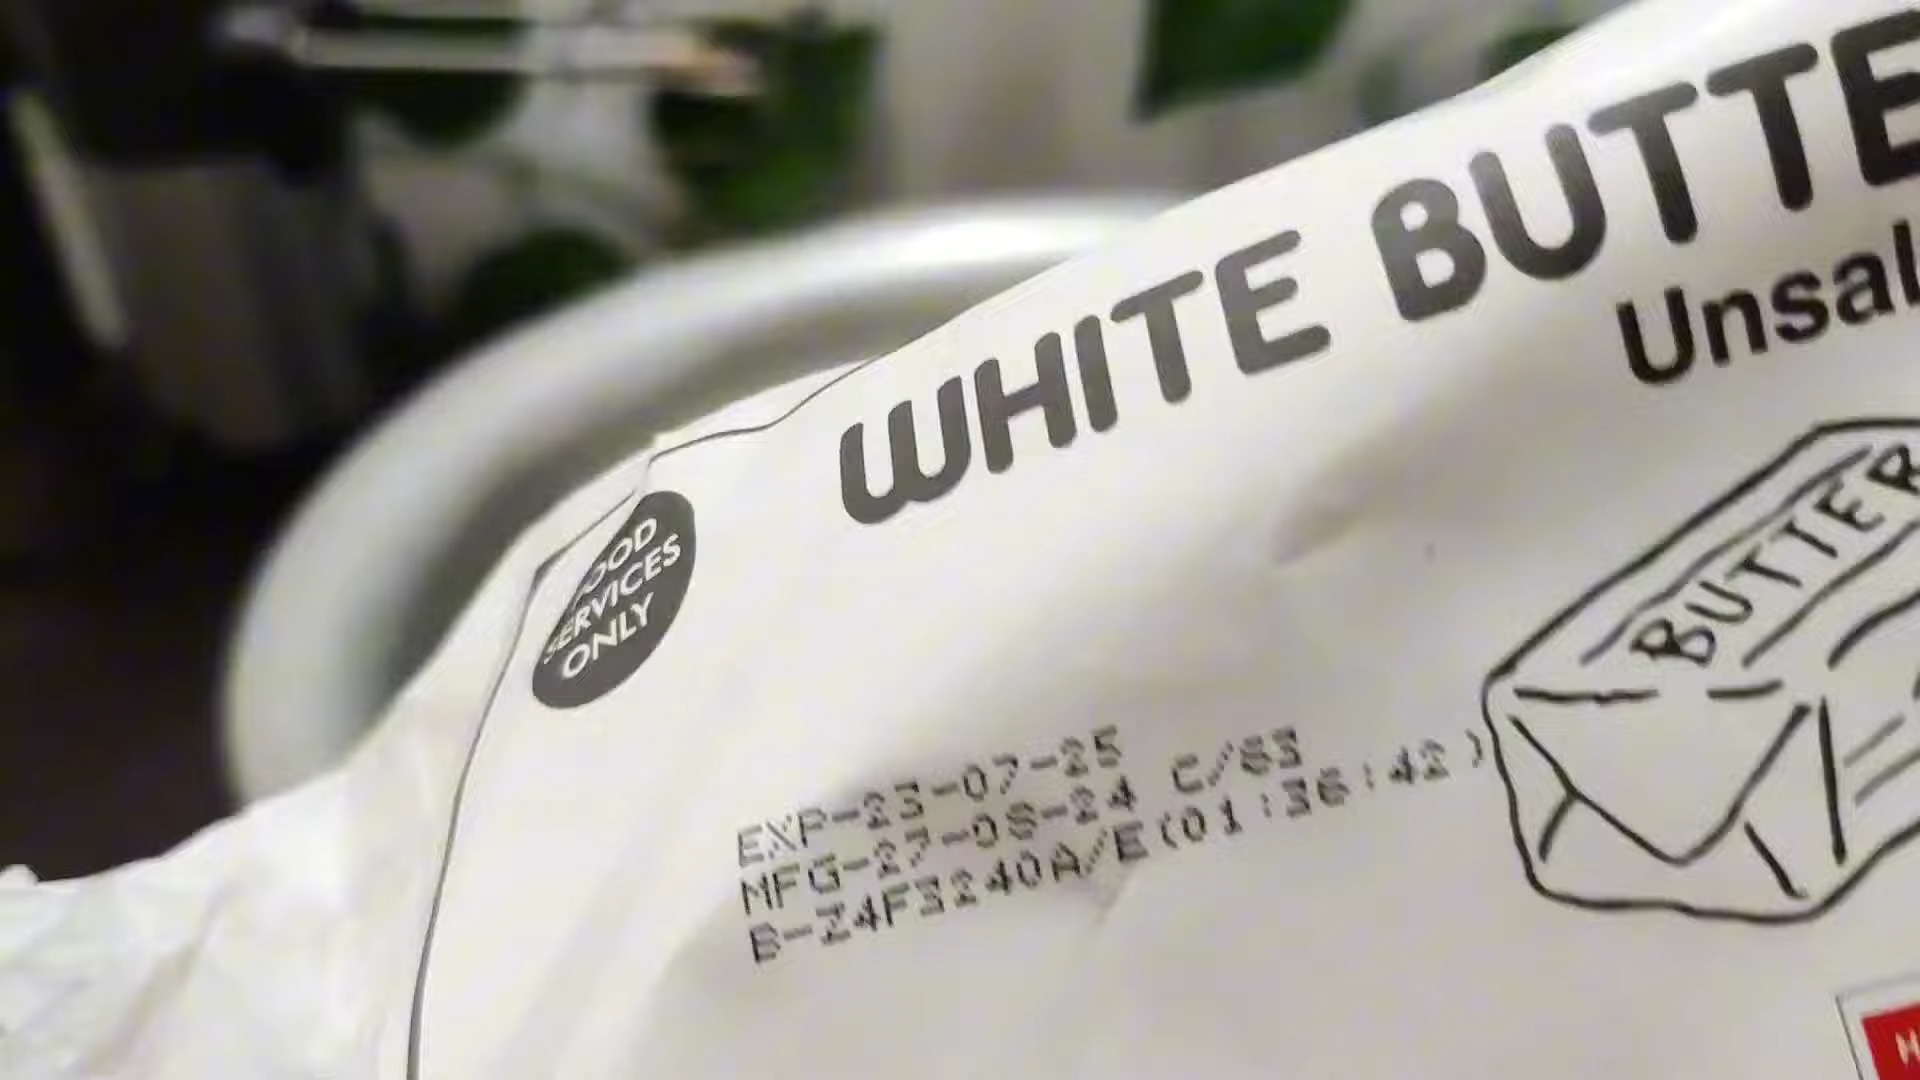 WHITE BUTTE
Unsal
FOOD
SERVICES
ONLY
BUTTER
EXP-23-07-25
MFG-27-08-24 C/63
B-Z4F3240A/E(01:36:42)